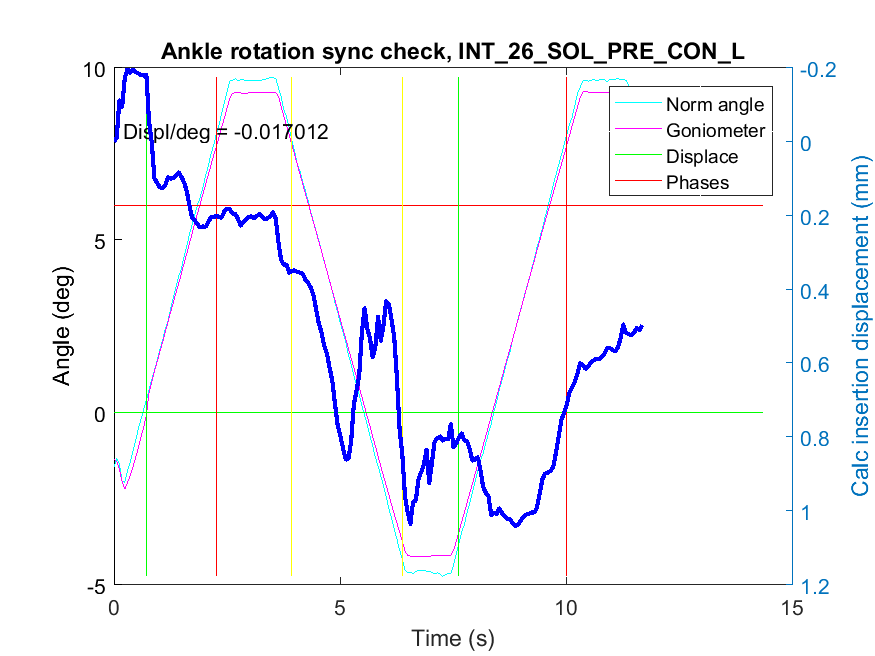 Ankle rotation sync check, INT_26_SOL_PRE_CON_L
10
5
0
-5
Angle (deg)
Displ/deg = -0.017012
Norm angle
Goniometer
Displace
Phases
-0.2
0
0.2
0.4
0.6
0.8
1
1.2
Calc insertion displacement (mm)
0
5
10
15
Time (s)